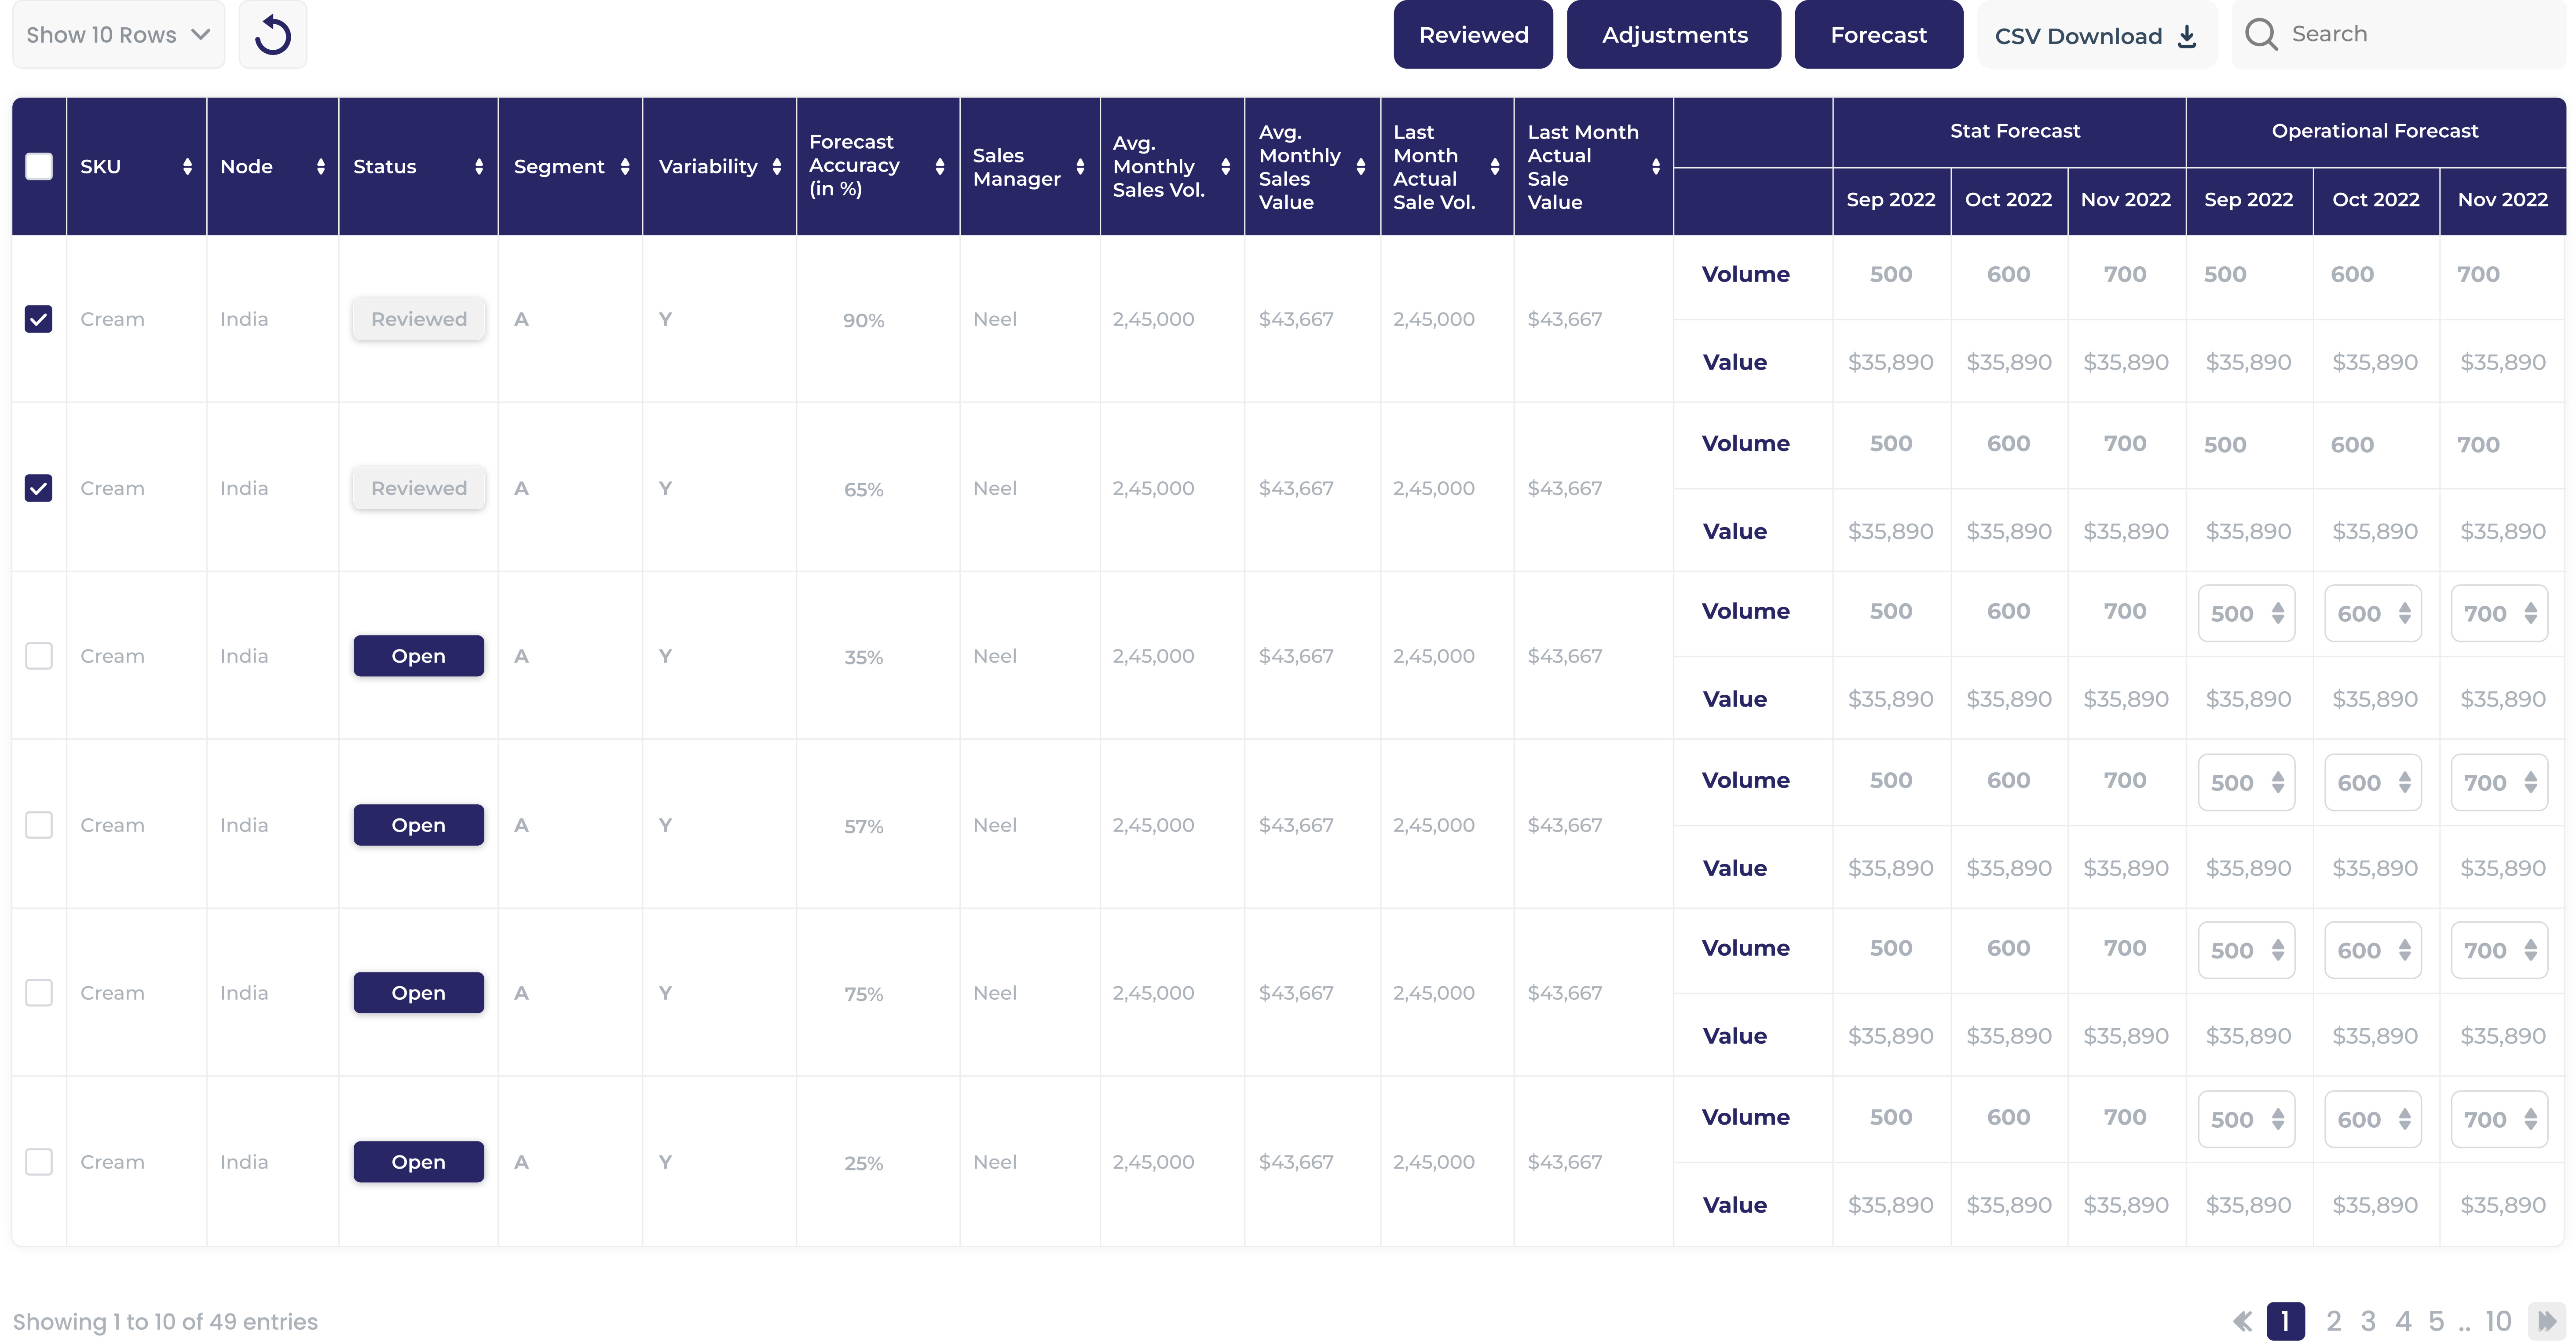 Show 10 Rows
Reviewed Adjustments Forecast CSV Download Search
Stat Forecast Operational Forecast
SKU Node Status Segment Variability Forecast Accuracy (in %) Sales Manager Avg. Monthly Sales Vol. Avg. Monthly Sales Value Last Month Actual Sale Vol. Last Month Actual Sale Value
Sep 2022 Oct 2022 Nov 2022 Sep 2022 Oct 2022 Nov 2022
Volume 500 600 700 500 600 700
Cream India Reviewed A Y 90% Neel 2,45,000 $43,667 2,45,000 $43,667
Value $35,890 $35,890 $35,890 $35,890 $35,890 $35,890
Volume 500 600 700 500 600 700
Cream India Reviewed A Y 65% Neel 2,45,000 $43,667 2,45,000 $43,667
Value $35,890 $35,890 $35,890 $35,890 $35,890 $35,890
Volume 500 600 700 500 600 700
Cream India Open A Y 35% Neel 2,45,000 $43,667 2,45,000 $43,667
Value $35,890 $35,890 $35,890 $35,890 $35,890 $35,890
Volume 500 600 700 500 600 700
Cream India Open A Y 57% Neel 2,45,000 $43,667 2,45,000 $43,667
Value $35,890 $35,890 $35,890 $35,890 $35,890 $35,890
Volume 500 600 700 500 600 700
Cream India Open A Y 75% Neel 2,45,000 $43,667 2,45,000 $43,667
Value $35,890 $35,890 $35,890 $35,890 $35,890 $35,890
Volume 500 600 700 500 600 700
Cream India Open A Y 25% Neel 2,45,000 $43,667 2,45,000 $43,667
Value $35,890 $35,890 $35,890 $35,890 $35,890 $35,890
Showing 1 to 10 of 49 entries
1 2 3 4 5 .. 10